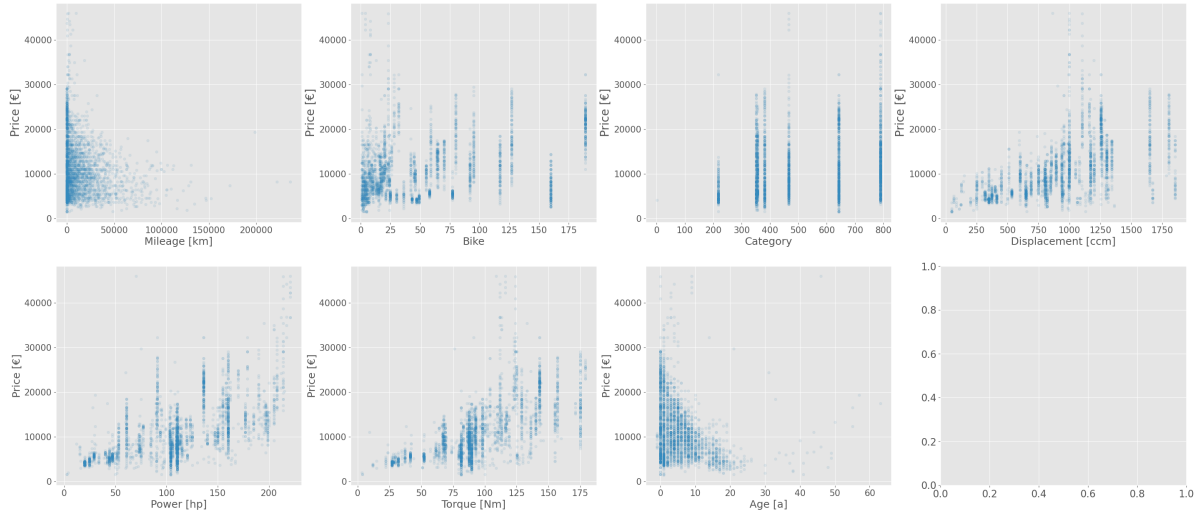 40000
30000
20000
10000
0
Price [€]
0 50000 100000 150000 200000
Mileage [km]
40000
30000
20000
10000
0
Price [€]
0 25 50 75 100 125 150 175
Bike
40000
30000
20000
10000
0
Price [€]
0 100 200 300 400 500 600 700 800
Category
40000
30000
20000
10000
0
Price [€]
0 250 500 750 1000 1250 1500 1750
Displacement [ccm]
40000
30000
20000
10000
0
Price [€]
0 50 100 150 200
Power [hp]
40000
30000
20000
10000
0
Price [€]
0 25 50 75 100 125 150 175
Torque [Nm]
40000
30000
20000
10000
0
Price [€]
0 10 20 30 40 50 60
Age [a]
1.0
0.8
0.6
0.4
0.2
0.0
0.0 0.2 0.4 0.6 0.8 1.0